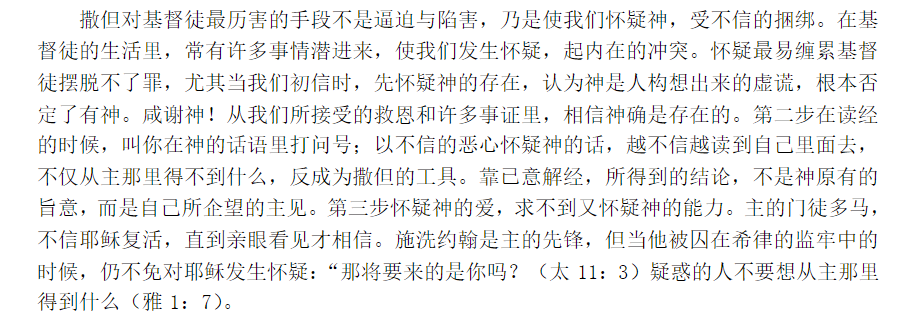 撒但对基督徒最历害的手段不是逼迫与陷害，乃是使我们怀疑神，受不信的捆绑。在基
督徒的生活里，常有许多事情潜进来，使我们发生怀疑，起内在的冲突。怀疑最易缠累基督
徒摆脱不了罪，尤其当我们初信时，先怀疑神的存在，认为神是人构想出来的虚谎，根本否
定了有神。感谢神！从我们所接受的救恩和许多事证里，相信神确是存在的。第二步在读经
的时候，叫你在神的话语里打问号；以不信的恶心怀疑神的话，越不信越读到自己里面去，
不仅从主那里得不到什么，反成为撒但的工具。靠已意解经，所得到的结论，不是神原有的
旨意，而是自己所企望的主见。第三步怀疑神的爱，求不到又怀疑神的能力。主的门徒多马，
不信耶稣复活，直到亲眼看见才相信。施洗约翰是主的先锋，但当他被囚在希律的监牢中的
时候，仍不免对耶稣发生怀疑：“那将要来的是你吗？（太 11：3）疑惑的人不要想从主那里
得到什么（雅 1：7）。